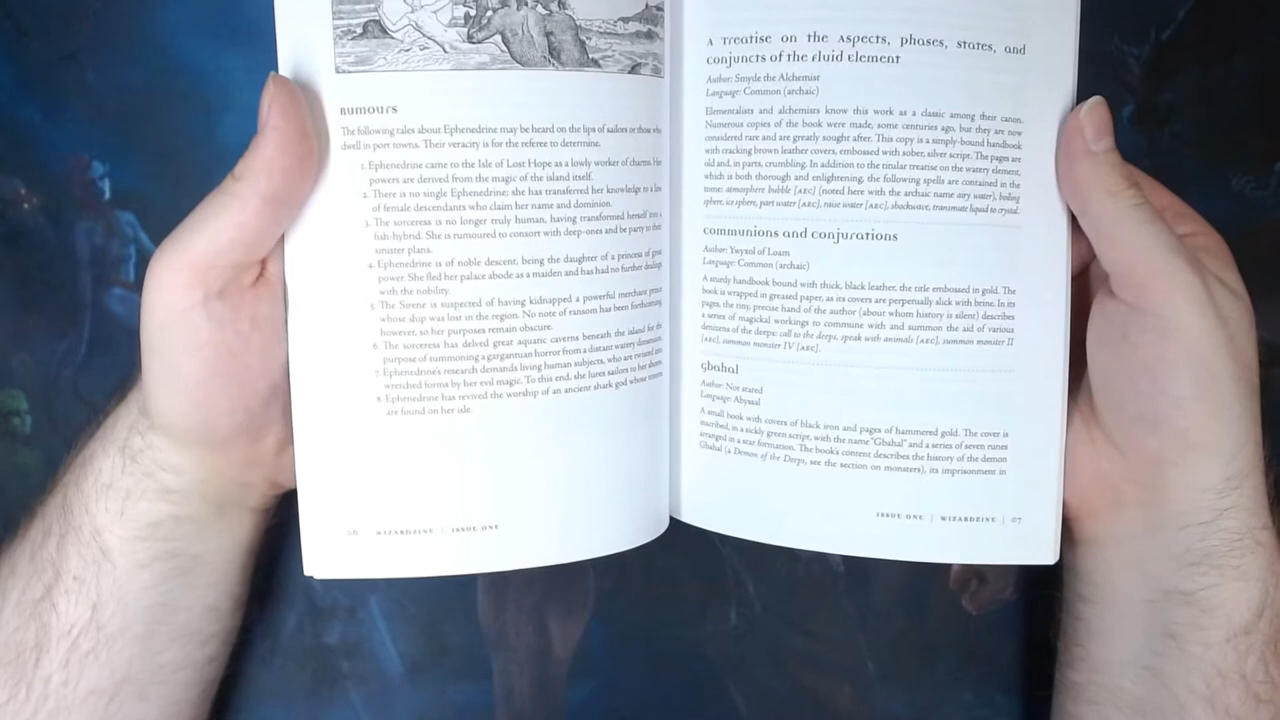 Rumours
The following tales about Ephenedrine may be heard on the lips of sailors or those who
dwell in port towns. Their veracity is for the referee to determine.
1. Ephenedrine came to the Isle of Lost Hope as a lowly worker of charms. Her
powers are derived from the magic of the island itself.
2. There is no single Ephenedrine; she has transferred her knowledge to a line
of female descendants who claim her name and dominion.
3. The sorceress is no longer truly human, having transformed herself into a
fish-hybrid. She is rumoured to consort with deep-ones and be party to their
sinister plans.
4. Ephenedrine is of noble descent, being the daughter of a princess of great
power. She fled her palace abode as a maiden and has had no further dealings
with the nobility.
5. The Sirene is suspected of having kidnapped a powerful merchant prince
whose ship was lost in the region. No note of ransom has been forthcoming,
however, so her purposes remain obscure.
6. The sorceress has delved great aquatic caverns beneath the island for the
purpose of summoning a gargantuan horror from a distant watery dimension.
7. Ephenedrine's research demands living human subjects, who are twisted into
wretched forms by her evil magic. To this end, she lures sailors to her shores.
8. Ephenedrine has revived the worship of an ancient shark god whose
are found on her isle.
WIZARDZINE | ISSUE ONE
A Treatise on the Aspects, Phases, States, and
Conjuncts of the Fluid Element
Author: Smyde the Alchemist
Language: Common (archaic)
Elementalists and alchemists know this work as a classic among their canon.
Numerous copies of the book were made, some centuries ago, but they are now
considered rare and are greatly sought after. This copy is a simply-bound handbook
with cracking brown leather covers, embossed with sober, silver script. The pages are
old and, in parts, crumbling. In addition to the titular treatise on the watery element,
which is both thorough and enlightening, the following spells are contained in the
tome: atmosphere bubble [AEC] (noted here with the archaic name airy water), boiling
sphere, ice sphere, part water [AEC], raise water [AEC], shockwave, transmute liquid to crystal.
Communions and Conjurations
Author: Ywyxol of Loam
Language: Common (archaic)
A sturdy handbook bound with thick, black leather, the title embossed in gold. The
book is wrapped in greased paper, as its covers are perpetually slick with brine. In its
pages, the tiny, precise hand of the author (about whom history is silent) describes
a series of magickal workings to commune with and summon the aid of various
denizens of the deeps: call to the deeps, speak with animals [AEC], summon monster II
[AEC], summon monster IV [AEC].
Gbahal
Author: Not stated
Language: Abyssal
A small book with covers of black iron and pages of hammered gold. The cover is
inscribed, in a sickly green script, with the name "Gbahal" and a series of seven runes
arranged in a star formation. The book's content describes the history of the demon
Gbahal (a Demon of the Deeps, see the section on monsters), its imprisonment in
ISSUE ONE | WIZARDZINE | 07